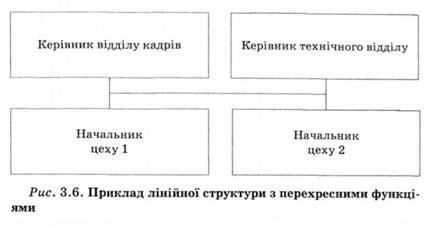 Керівник відділу кадрів
Керівник технічного відділу
Начальник
цеху 1
Начальник
цеху 2
Рис. 3.6. Приклад лінійної структури з перехресними функці-
ями